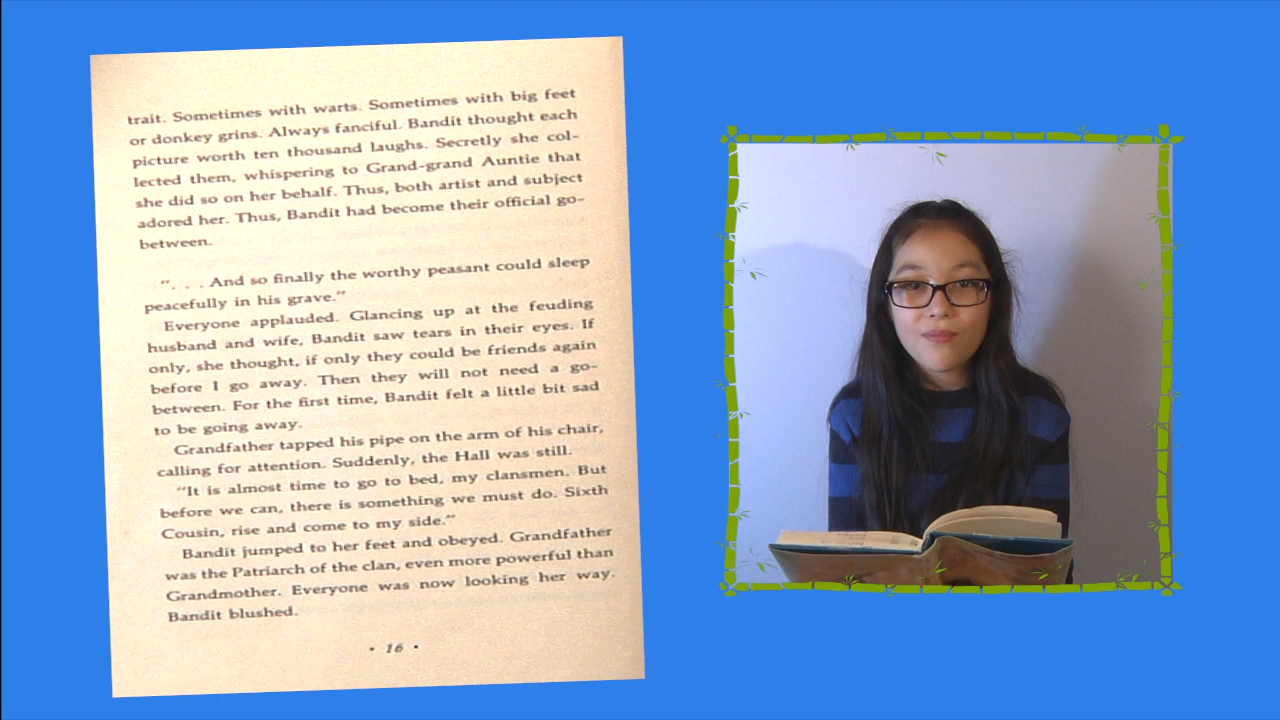 trait. Sometimes with warts. Sometimes with big feet
or donkey grins. Always fanciful. Bandit thought each
picture worth ten thousand laughs. Secretly she col-
lected them, whispering to Grand-grand Auntie that
she did so on her behalf. Thus, both artist and subject
adored her. Thus, Bandit had become their official go-
between.
". . . And so finally the worthy peasant could sleep
peacefully in his grave."
Everyone applauded. Glancing up at the feuding
husband and wife, Bandit saw tears in their eyes. If
only, she thought, if only they could be friends again
before I go away. Then they will not need a go-
between. For the first time, Bandit felt a little bit sad
to be going away.
Grandfather tapped his pipe on the arm of his chair,
calling for attention. Suddenly, the Hall was still.
"It is almost time to go to bed, my clansmen. But
before we can, there is something we must do. Sixth
Cousin, rise and come to my side."
Bandit jumped to her feet and obeyed. Grandfather
was the Patriarch of the clan, even more powerful than
Grandmother. Everyone was now looking her way.
Bandit blushed.
• 16 •